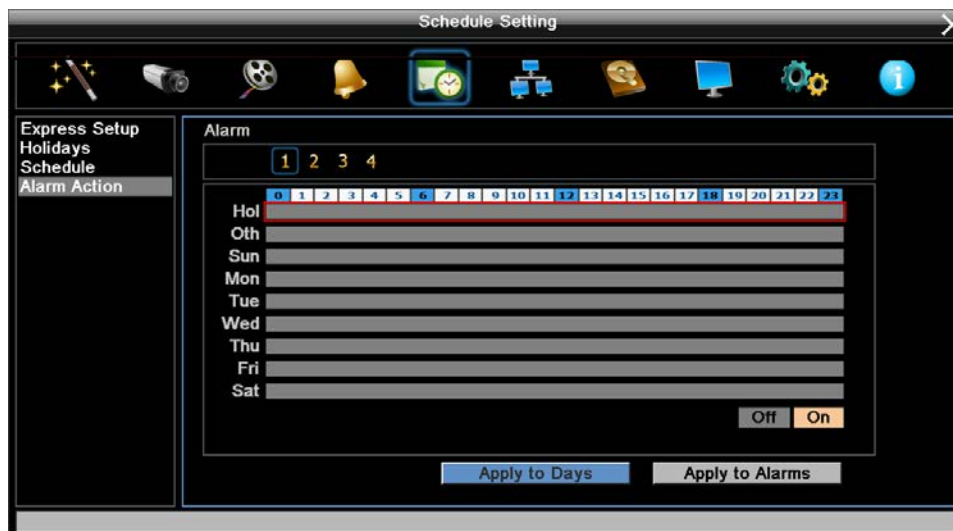 Schedule Setting
Express Setup
Holidays
Schedule
Alarm Action
Alarm
1 2 3 4
0 1 2 3 4 5 6 7 8 9 10 11 12 13 14 15 16 17 18 19 20 21 22 23
Hol
Oth
Sun
Mon
Tue
Wed
Thu
Fri
Sat
Off On
Apply to Days Apply to Alarms